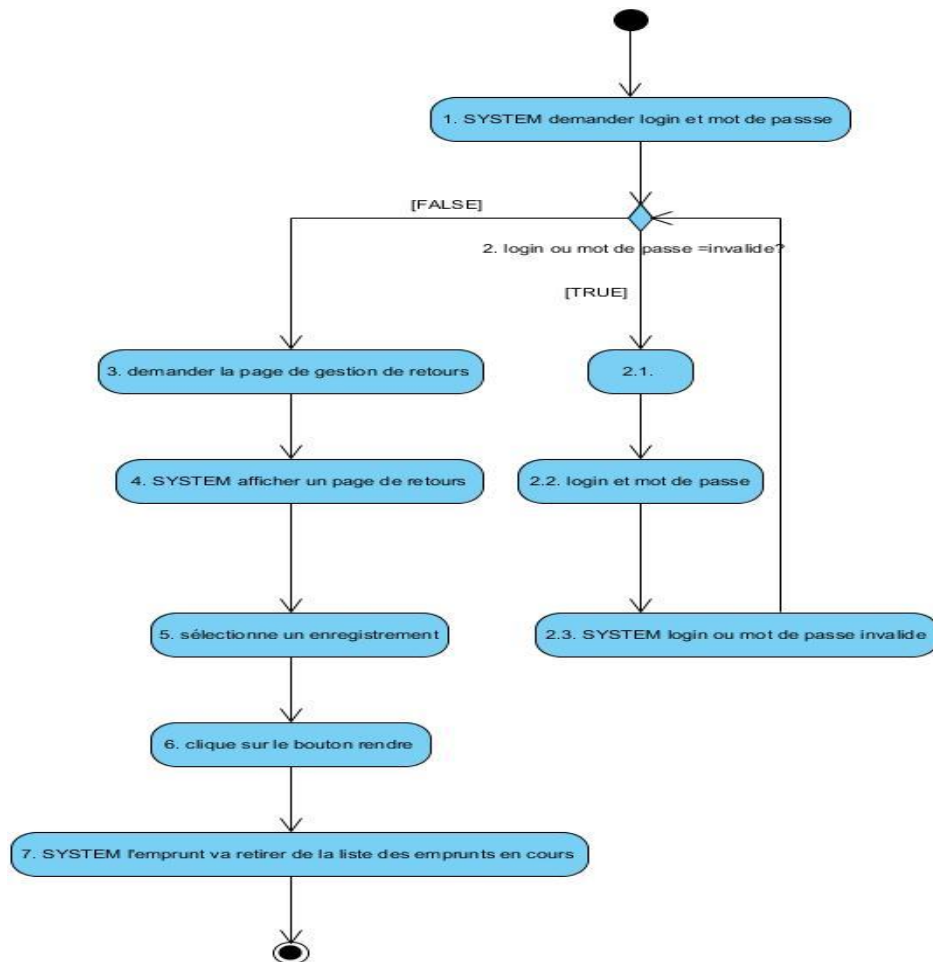 1. SYSTEM demander login et mot de passse
[FALSE]
2. login ou mot de passe =invalide?
[TRUE]
3. demander la page de gestion de retours
2.1.
4. SYSTEM afficher un page de retours
2.2. login et mot de passe
5. sélectionne un enregistrement
2.3. SYSTEM login ou mot de passe invalide
6. clique sur le bouton rendre
7. SYSTEM l'emprunt va retirer de la liste des emprunts en cours